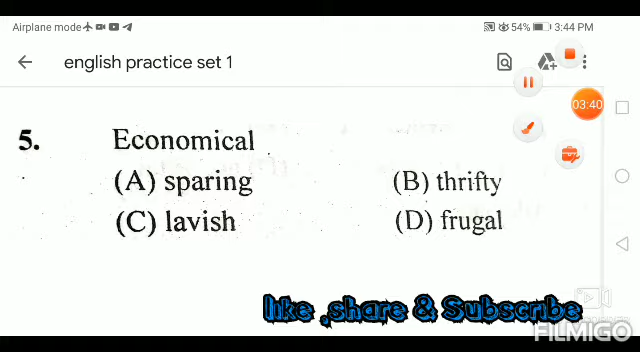 Airplane mode 54% 3:44 PM
english practice set 1
03:40
5. Economical
(A) sparing (B) thrifty
(C) lavish (D) frugal
like ,share & Subscribe
FILMIGO